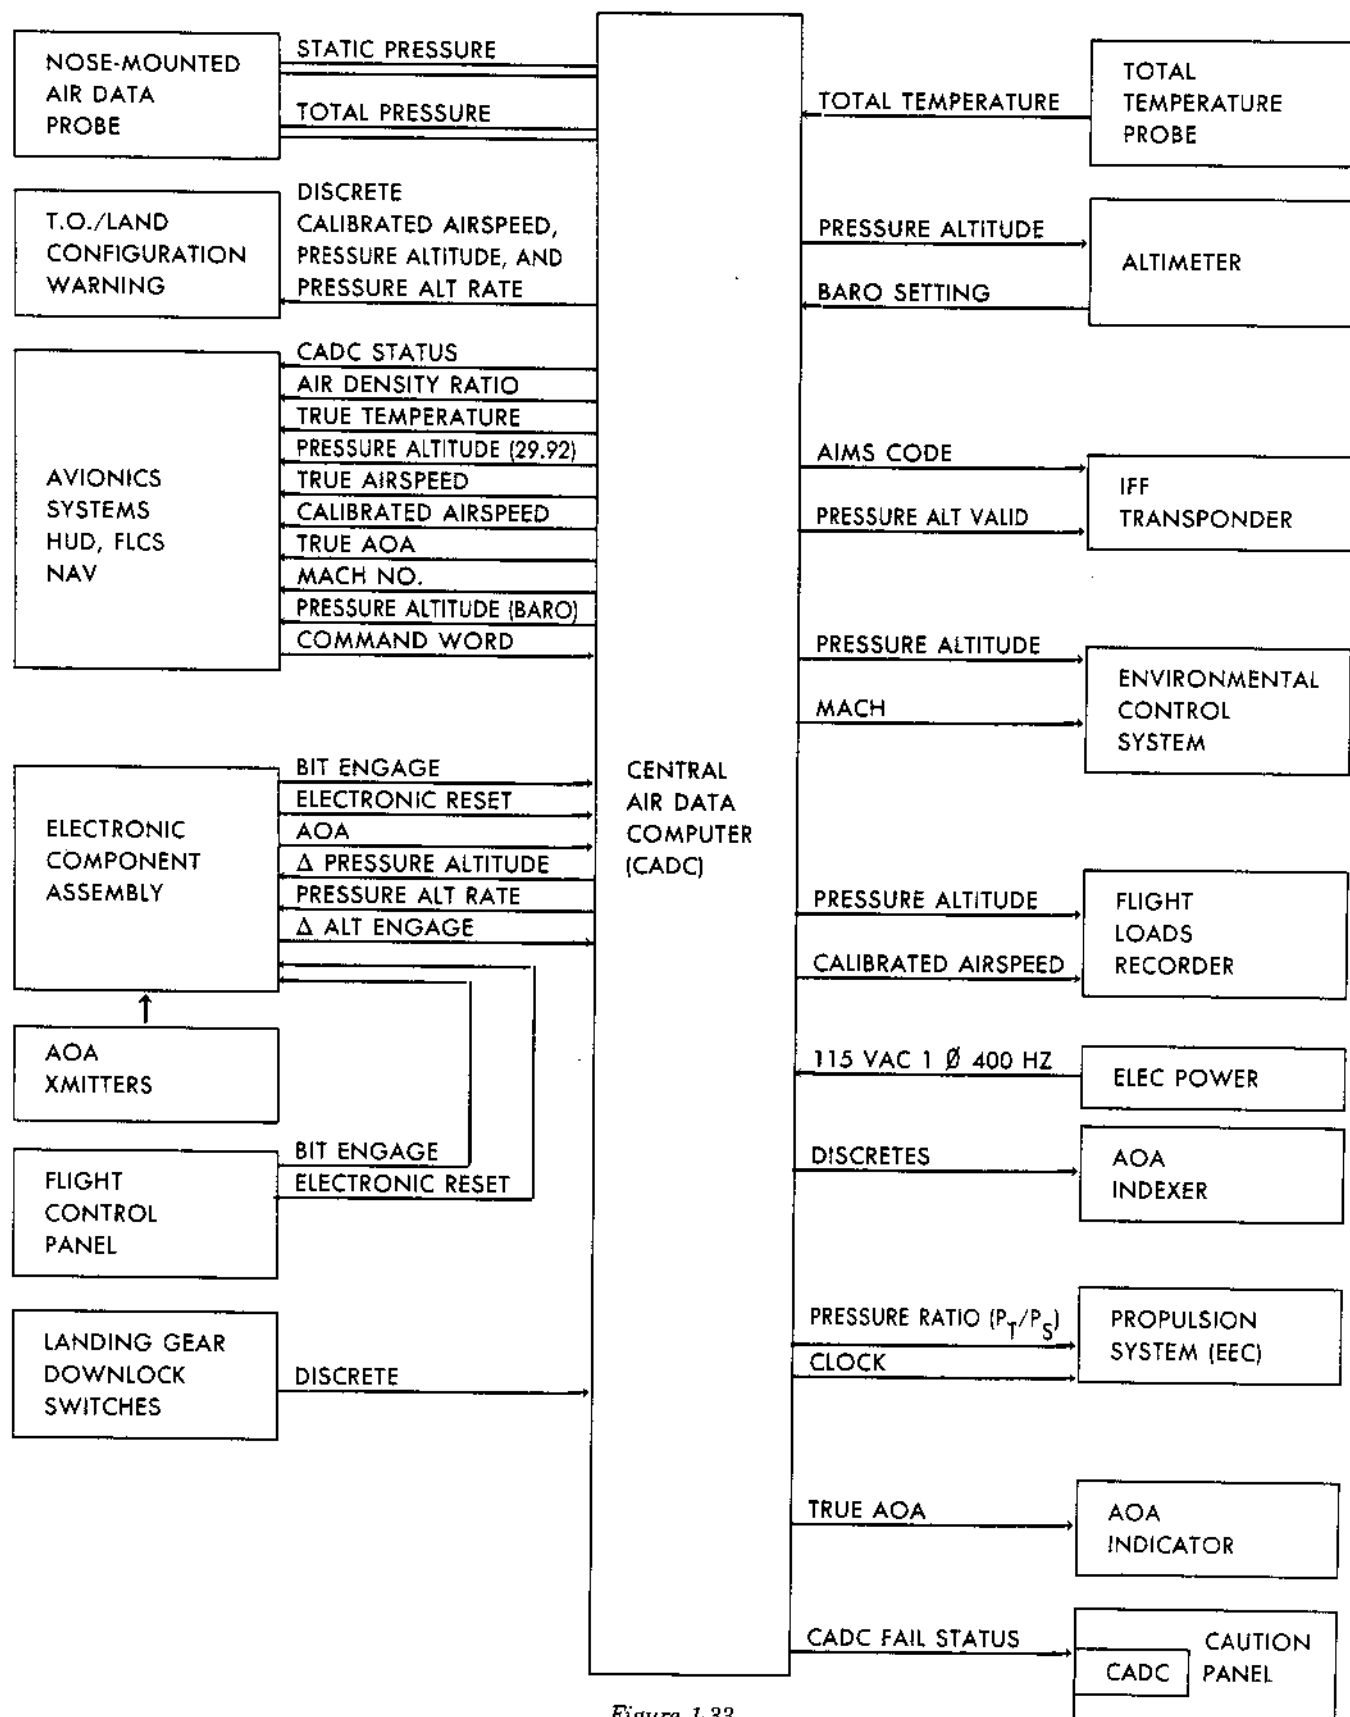 NOSE-MOUNTED
AIR DATA
PROBE
STATIC PRESSURE
TOTAL PRESSURE
T.O./LAND
CONFIGURATION
WARNING
DISCRETE
CALIBRATED AIRSPEED,
PRESSURE ALTITUDE, AND
PRESSURE ALT RATE
AVIONICS
SYSTEMS
HUD, FLCS
NAV
CADC STATUS
AIR DENSITY RATIO
TRUE TEMPERATURE
PRESSURE ALTITUDE (29.92)
TRUE AIRSPEED
CALIBRATED AIRSPEED
TRUE AOA
MACH NO.
PRESSURE ALTITUDE (BARO)
COMMAND WORD
ELECTRONIC
COMPONENT
ASSEMBLY
BIT ENGAGE
ELECTRONIC RESET
AOA
Δ PRESSURE ALTITUDE
PRESSURE ALT RATE
Δ ALT ENGAGE
AOA
XMITTERS
FLIGHT
CONTROL
PANEL
BIT ENGAGE
ELECTRONIC RESET
LANDING GEAR
DOWNLOCK
SWITCHES
DISCRETE
CENTRAL
AIR DATA
COMPUTER
(CADC)
TOTAL TEMPERATURE
TOTAL
TEMPERATURE
PROBE
PRESSURE ALTITUDE
BARO SETTING
ALTIMETER
AIMS CODE
PRESSURE ALT VALID
IFF
TRANSPONDER
PRESSURE ALTITUDE
MACH
ENVIRONMENTAL
CONTROL
SYSTEM
PRESSURE ALTITUDE
CALIBRATED AIRSPEED
FLIGHT
LOADS
RECORDER
115 VAC 1 Ø 400 HZ
ELEC POWER
DISCRETES
AOA
INDEXER
PRESSURE RATIO (PT/PS)
CLOCK
PROPULSION
SYSTEM (EEC)
TRUE AOA
AOA
INDICATOR
CADC FAIL STATUS
CADC
CAUTION
PANEL
Figure 1-33